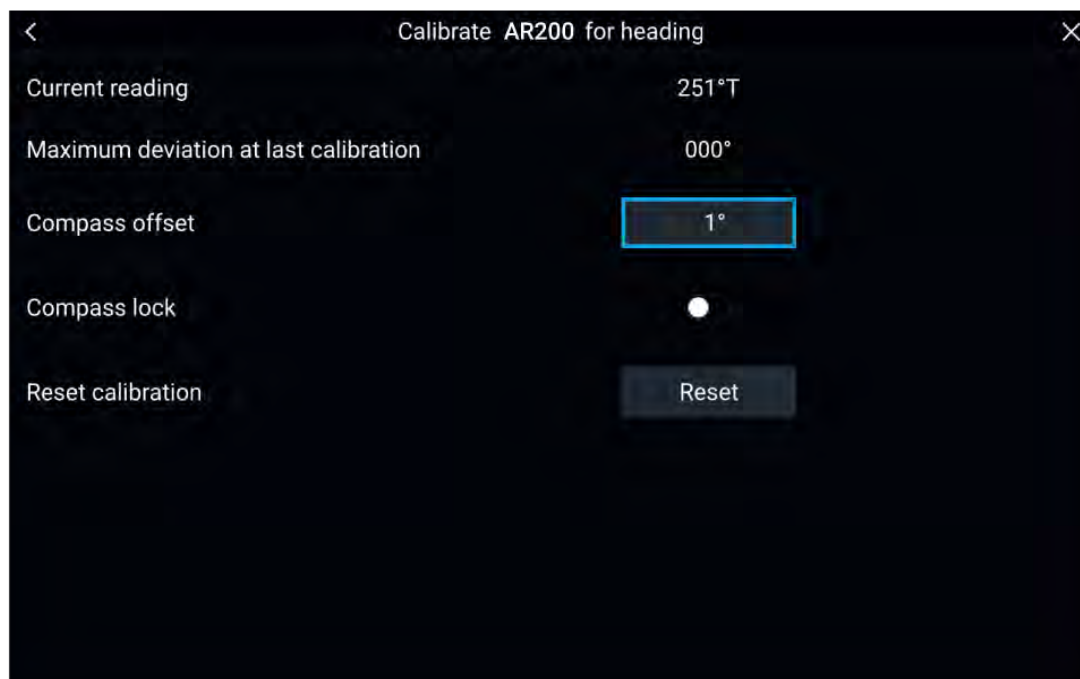 Calibrate AR200 for heading
Current reading 251°T
Maximum deviation at last calibration 000°
Compass offset 1°
Compass lock
Reset calibration Reset